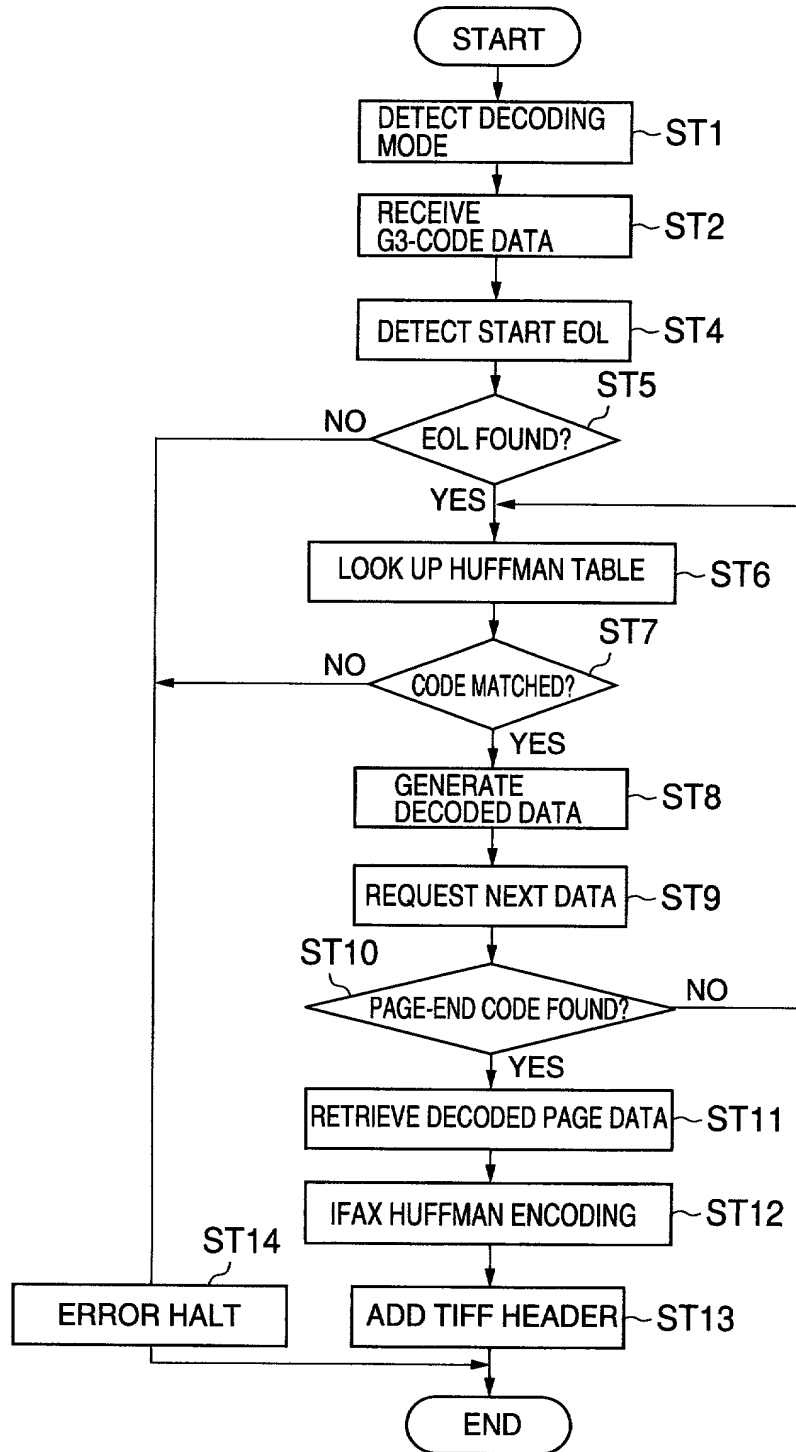 START
DETECT DECODING
MODE
ST1
RECEIVE
G3-CODE DATA
ST2
DETECT START EOL
ST4
ST5
NO
EOL FOUND?
YES
LOOK UP HUFFMAN TABLE
ST6
ST7
NO
CODE MATCHED?
YES
GENERATE
DECODED DATA
ST8
REQUEST NEXT DATA
ST9
ST10
PAGE-END CODE FOUND?
NO
YES
RETRIEVE DECODED PAGE DATA
ST11
IFAX HUFFMAN ENCODING
ST12
ST14
ERROR HALT
ADD TIFF HEADER
ST13
END